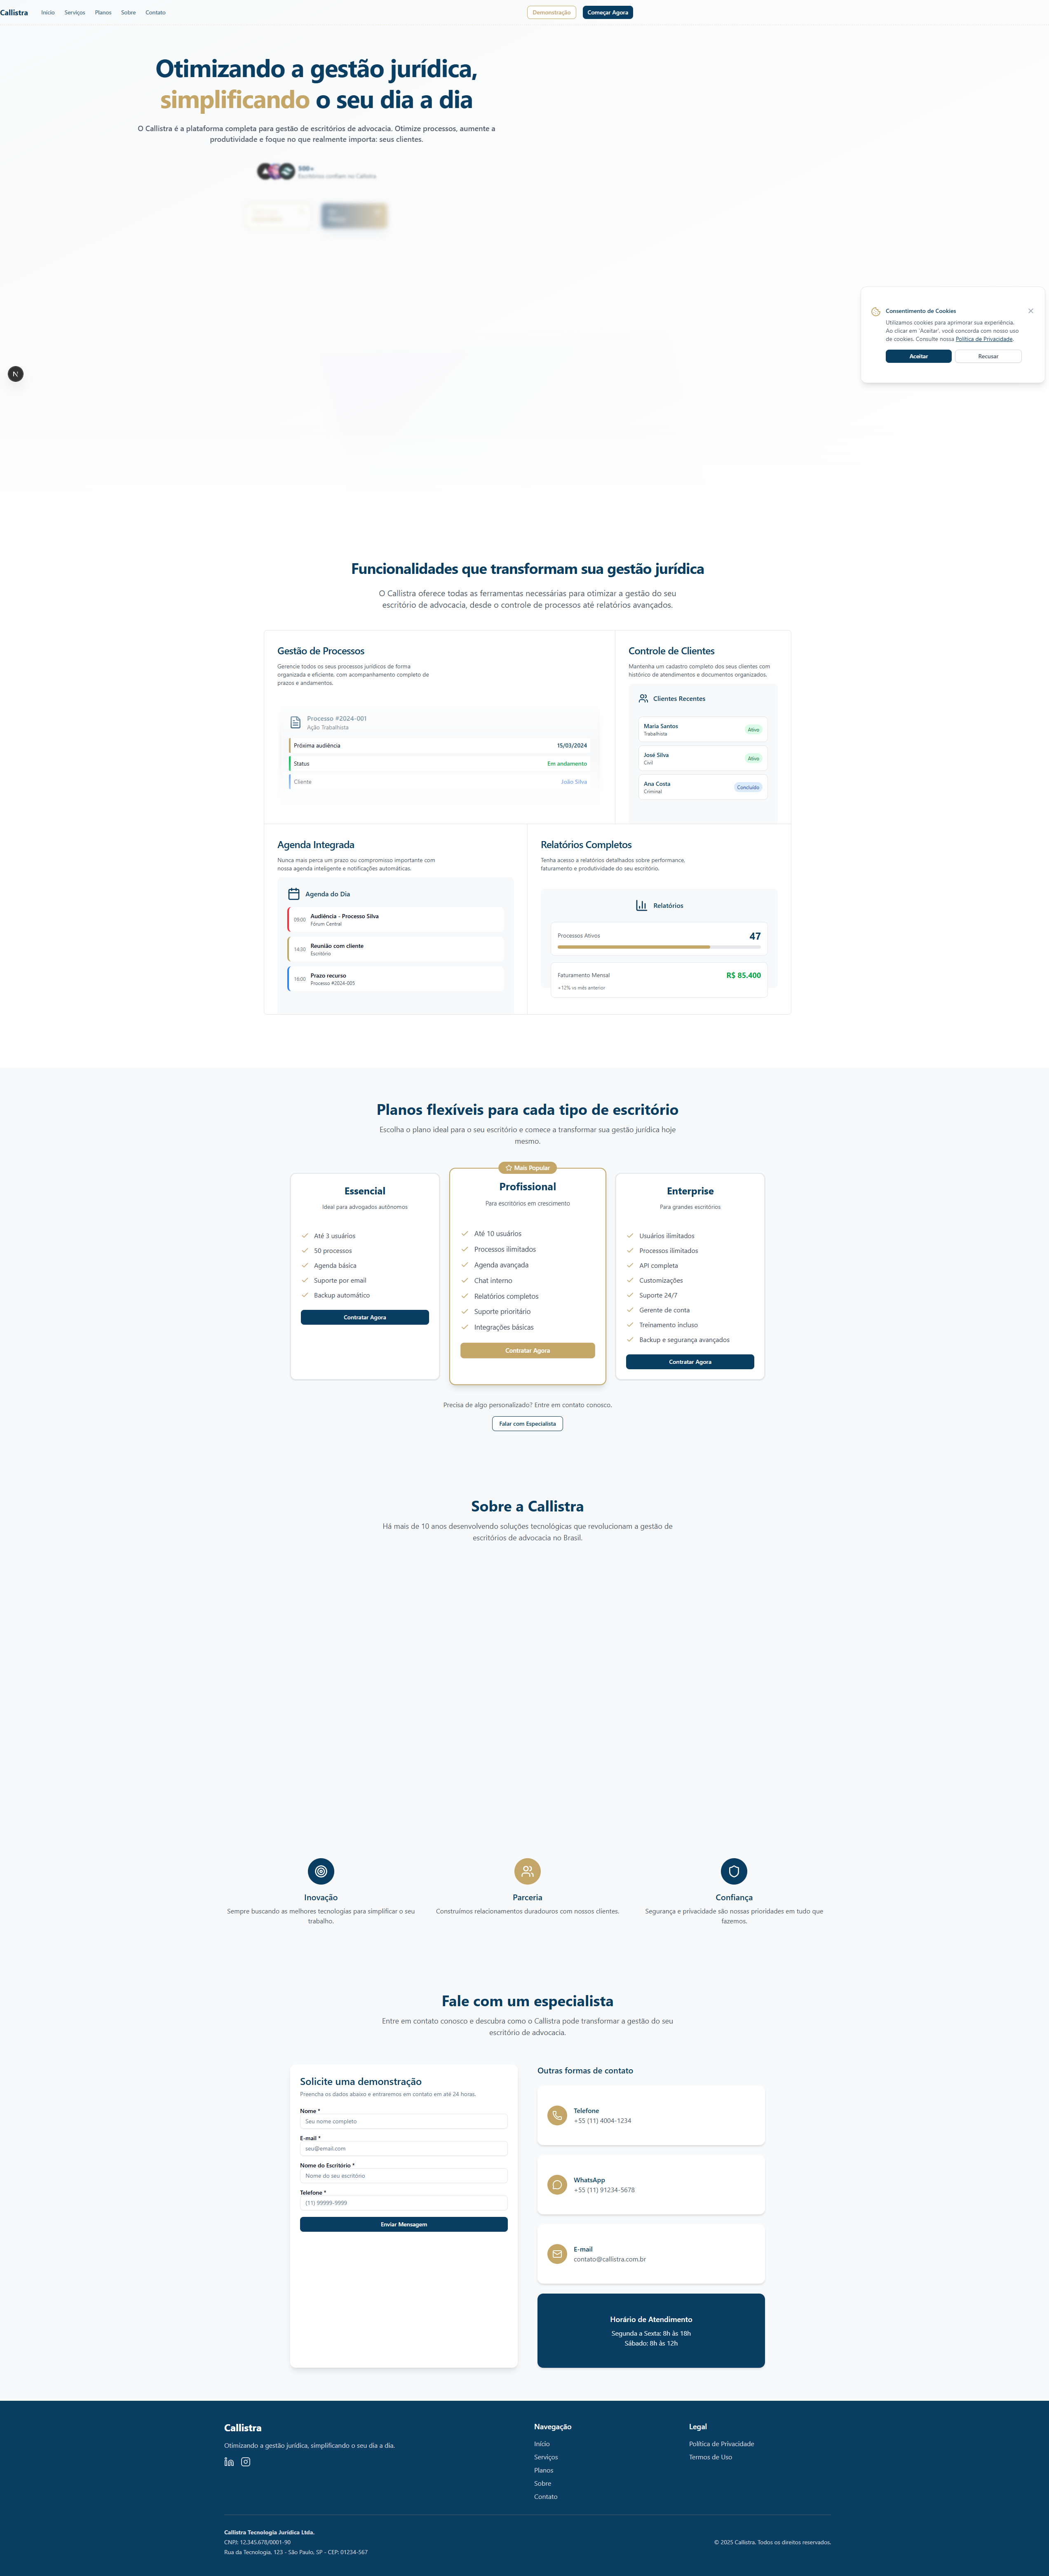 Callistra
Início
Serviços
Planos
Sobre
Contato
Demonstração
Começar Agora
Otimizando a gestão jurídica,
simplificando o seu dia a dia
O Callistra é a plataforma completa para gestão de escritórios de advocacia. Otimize processos, aumente a
produtividade e foque no que realmente importa: seus clientes.
500+
Escritórios confiam no Callistra
Consentimento de Cookies
Utilizamos cookies para aprimorar sua experiência.
Ao clicar em 'Aceitar', você concorda com nosso uso
de cookies. Consulte nossa Política de Privacidade.
Aceitar
Recusar
N
Funcionalidades que transformam sua gestão jurídica
O Callistra oferece todas as ferramentas necessárias para otimizar a gestão do seu
escritório de advocacia, desde o controle de processos até relatórios avançados.
Gestão de Processos
Gerencie todos os seus processos jurídicos de forma
organizada e eficiente, com acompanhamento completo de
prazos e andamentos.
Processo #2024-001
Ação Trabalhista
Próxima audiência
15/03/2024
Status
Em andamento
Cliente
João Silva
Controle de Clientes
Mantenha um cadastro completo dos seus clientes com
histórico de atendimentos e documentos organizados.
Clientes Recentes
Maria Santos
Trabalhista
Ativo
José Silva
Civil
Ativo
Ana Costa
Criminal
Concluído
Agenda Integrada
Nunca mais perca um prazo ou compromisso importante com
nossa agenda inteligente e notificações automáticas.
Agenda do Dia
09:00
Audiência - Processo Silva
Fórum Central
14:30
Reunião com cliente
Escritório
16:00
Prazo recurso
Processo #2024-005
Relatórios Completos
Tenha acesso a relatórios detalhados sobre performance,
faturamento e produtividade do seu escritório.
Relatórios
Processos Ativos
47
Faturamento Mensal
R$ 85.400
+12% vs mês anterior
Planos flexíveis para cada tipo de escritório
Escolha o plano ideal para o seu escritório e comece a transformar sua gestão jurídica hoje
mesmo.
Essencial
Ideal para advogados autônomos
Até 3 usuários
50 processos
Agenda básica
Suporte por email
Backup automático
Contratar Agora
Mais Popular
Profissional
Para escritórios em crescimento
Até 10 usuários
Processos ilimitados
Agenda avançada
Chat interno
Relatórios completos
Suporte prioritário
Integrações básicas
Contratar Agora
Enterprise
Para grandes escritórios
Usuários ilimitados
Processos ilimitados
API completa
Customizações
Suporte 24/7
Gerente de conta
Treinamento incluso
Backup e segurança avançados
Contratar Agora
Precisa de algo personalizado? Entre em contato conosco.
Falar com Especialista
Sobre a Callistra
Há mais de 10 anos desenvolvendo soluções tecnológicas que revolucionam a gestão de
escritórios de advocacia no Brasil.
Inovação
Sempre buscando as melhores tecnologias para simplificar o seu
trabalho.
Parceria
Construímos relacionamentos duradouros com nossos clientes.
Confiança
Segurança e privacidade são nossas prioridades em tudo que
fazemos.
Fale com um especialista
Entre em contato conosco e descubra como o Callistra pode transformar a gestão do seu
escritório de advocacia.
Solicite uma demonstração
Preencha os dados abaixo e entraremos em contato em até 24 horas.
Nome *
Seu nome completo
E-mail *
seu@email.com
Nome do Escritório *
Nome do seu escritório
Telefone *
(11) 99999-9999
Enviar Mensagem
Outras formas de contato
Telefone
+55 (11) 4004-1234
WhatsApp
+55 (11) 91234-5678
E-mail
contato@callistra.com.br
Horário de Atendimento
Segunda a Sexta: 8h às 18h
Sábado: 8h às 12h
Callistra
Otimizando a gestão jurídica, simplificando o seu dia a dia.
Navegação
Início
Serviços
Planos
Sobre
Contato
Legal
Política de Privacidade
Termos de Uso
Callistra Tecnologia Jurídica Ltda.
CNPJ: 12.345.678/0001-90
Rua da Tecnologia, 123 - São Paulo, SP - CEP: 01234-567
© 2025 Callistra. Todos os direitos reservados.